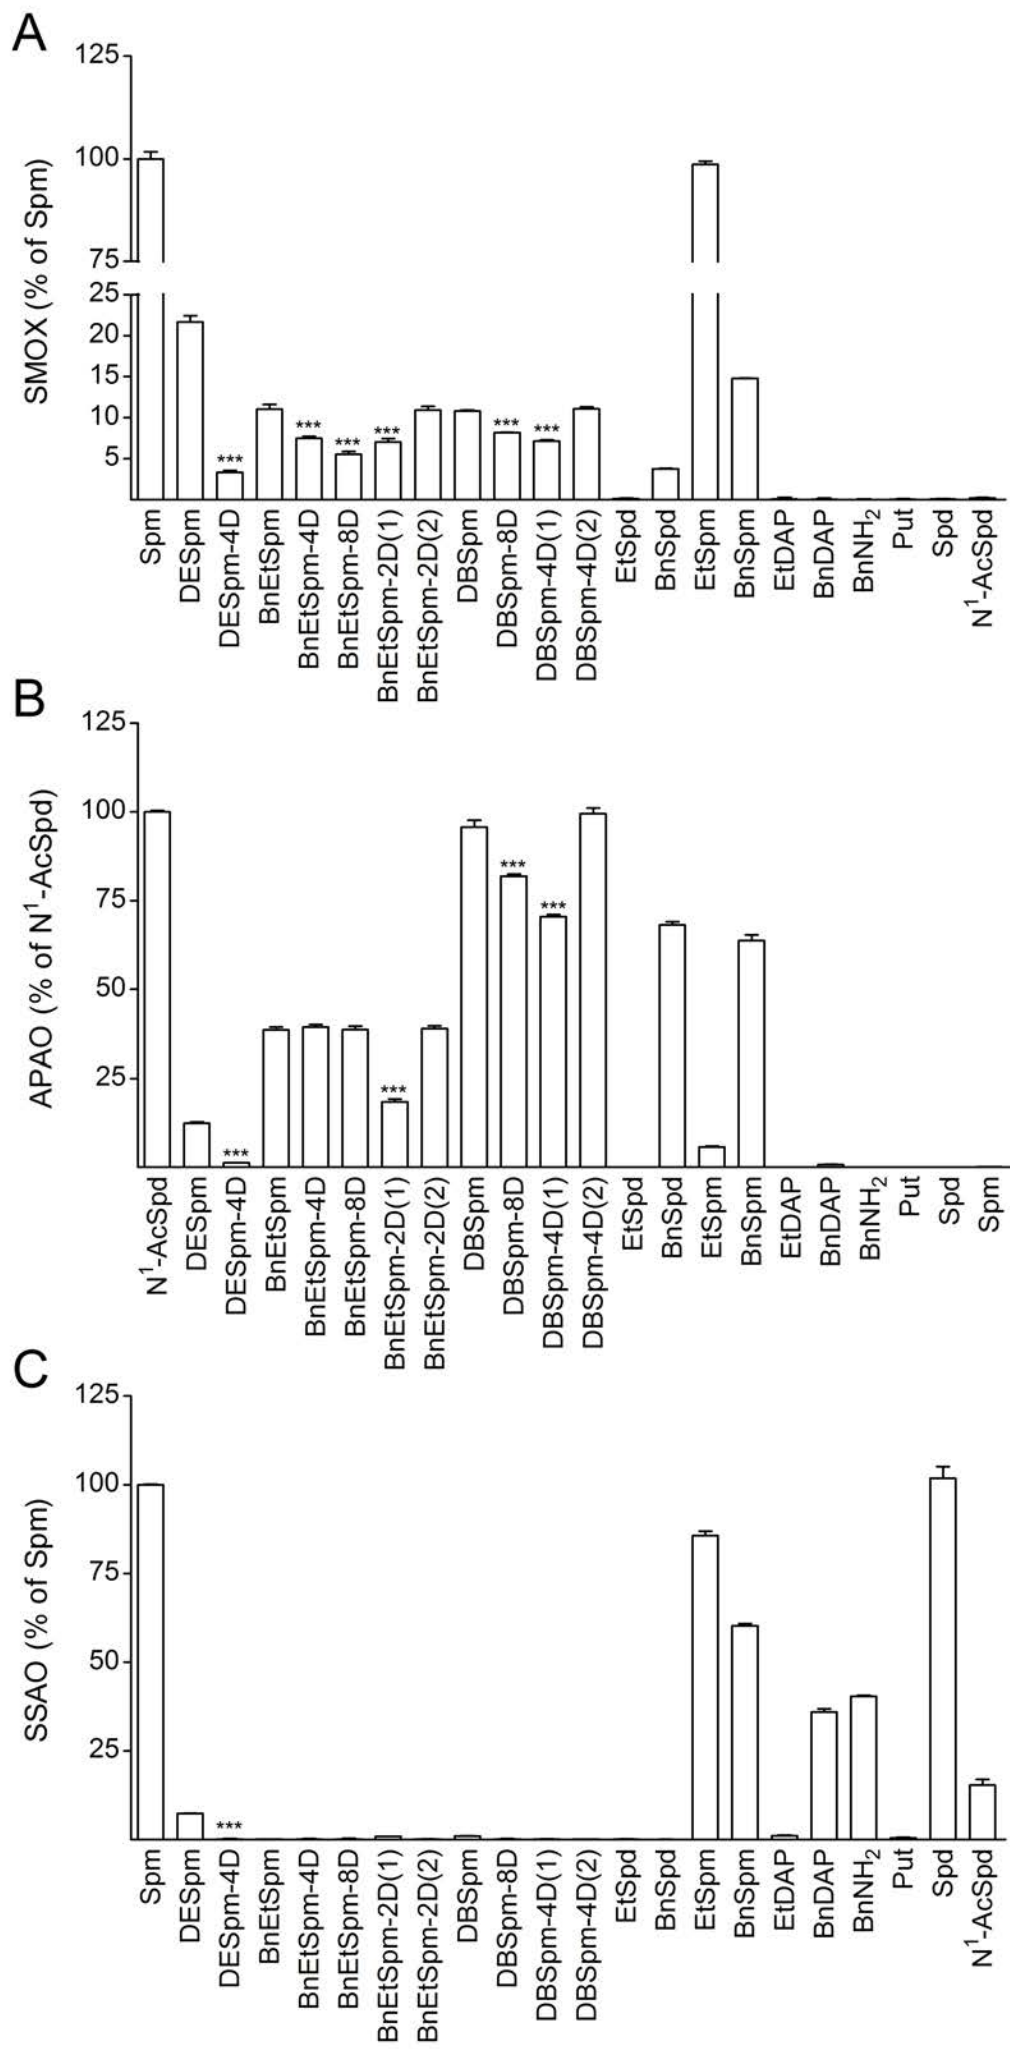 A
125
100
75
25
20
15
10
5
SMOX (% of Spm)
***
***
***
***
***
***
Spm
DESpm
DESpm-4D
BnEtSpm
BnEtSpm-4D
BnEtSpm-8D
BnEtSpm-2D(1)
BnEtSpm-2D(2)
DBSpm
DBSpm-8D
DBSpm-4D(1)
DBSpm-4D(2)
EtSpd
BnSpd
EtSpm
BnSpm
EtDAP
BnDAP
BnNH₂
Put
Spd
N¹-AcSpd
B
125
100
75
50
25
APAO (% of N¹-AcSpd)
***
***
***
***
N¹-AcSpd
DESpm
DESpm-4D
BnEtSpm
BnEtSpm-4D
BnEtSpm-8D
BnEtSpm-2D(1)
BnEtSpm-2D(2)
DBSpm
DBSpm-8D
DBSpm-4D(1)
DBSpm-4D(2)
EtSpd
BnSpd
EtSpm
BnSpm
EtDAP
BnDAP
BnNH₂
Put
Spd
Spm
C
125
100
75
50
25
SSAO (% of Spm)
***
Spm
DESpm
DESpm-4D
BnEtSpm
BnEtSpm-4D
BnEtSpm-8D
BnEtSpm-2D(1)
BnEtSpm-2D(2)
DBSpm
DBSpm-8D
DBSpm-4D(1)
DBSpm-4D(2)
EtSpd
BnSpd
EtSpm
BnSpm
EtDAP
BnDAP
BnNH₂
Put
Spd
N¹-AcSpd